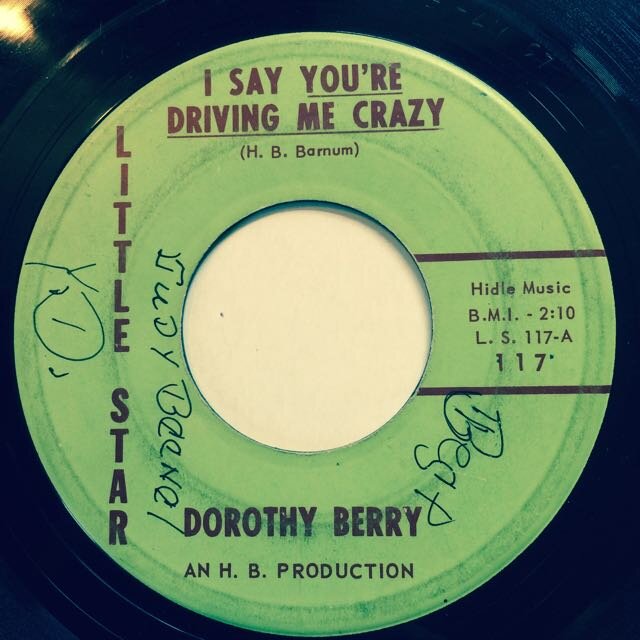 I SAY YOU'RE
DRIVING ME CRAZY
(H. B. Barnum)
LITTLE STAR
Hidle Music
B.M.I. - 2:10
L. S. 117-A
117
DOROTHY BERRY
AN H. B. PRODUCTION